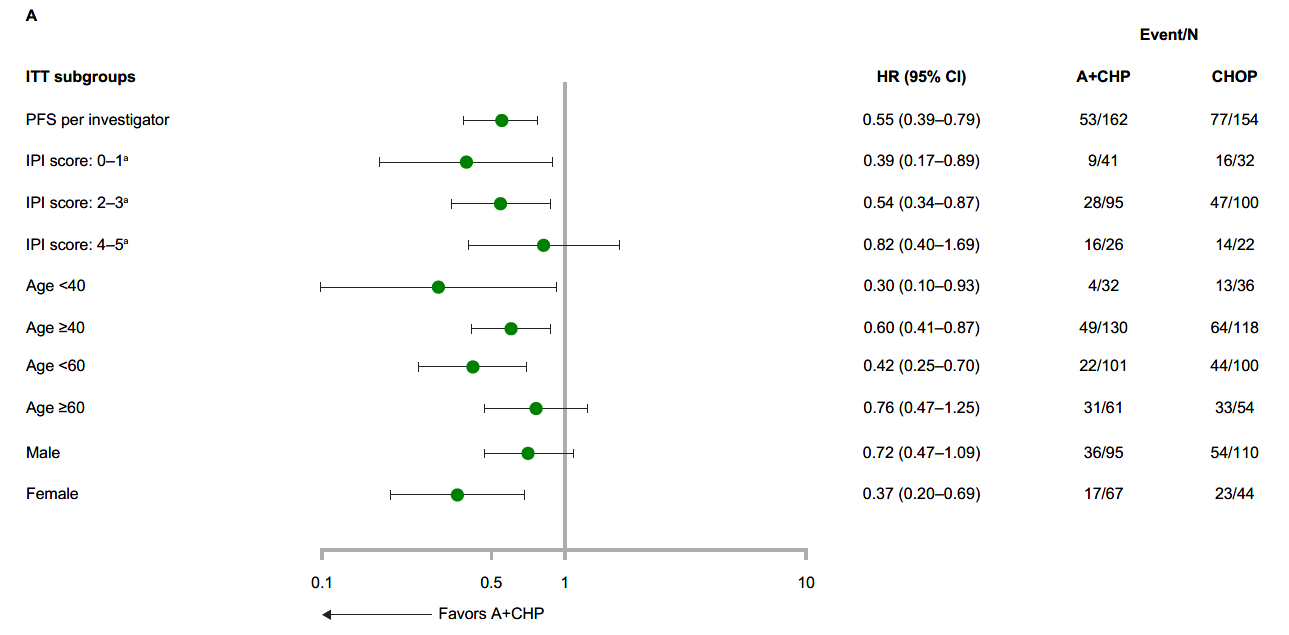 A
Event/N
ITT subgroups HR (95% CI) A+CHP CHOP
PFS per investigator 0.55 (0.39–0.79) 53/162 77/154
IPI score: 0–1ᵃ 0.39 (0.17–0.89) 9/41 16/32
IPI score: 2–3ᵃ 0.54 (0.34–0.87) 28/95 47/100
IPI score: 4–5ᵃ 0.82 (0.40–1.69) 16/26 14/22
Age <40 0.30 (0.10–0.93) 4/32 13/36
Age ≥40 0.60 (0.41–0.87) 49/130 64/118
Age <60 0.42 (0.25–0.70) 22/101 44/100
Age ≥60 0.76 (0.47–1.25) 31/61 33/54
Male 0.72 (0.47–1.09) 36/95 54/110
Female 0.37 (0.20–0.69) 17/67 23/44
0.1 0.5 1 10
Favors A+CHP